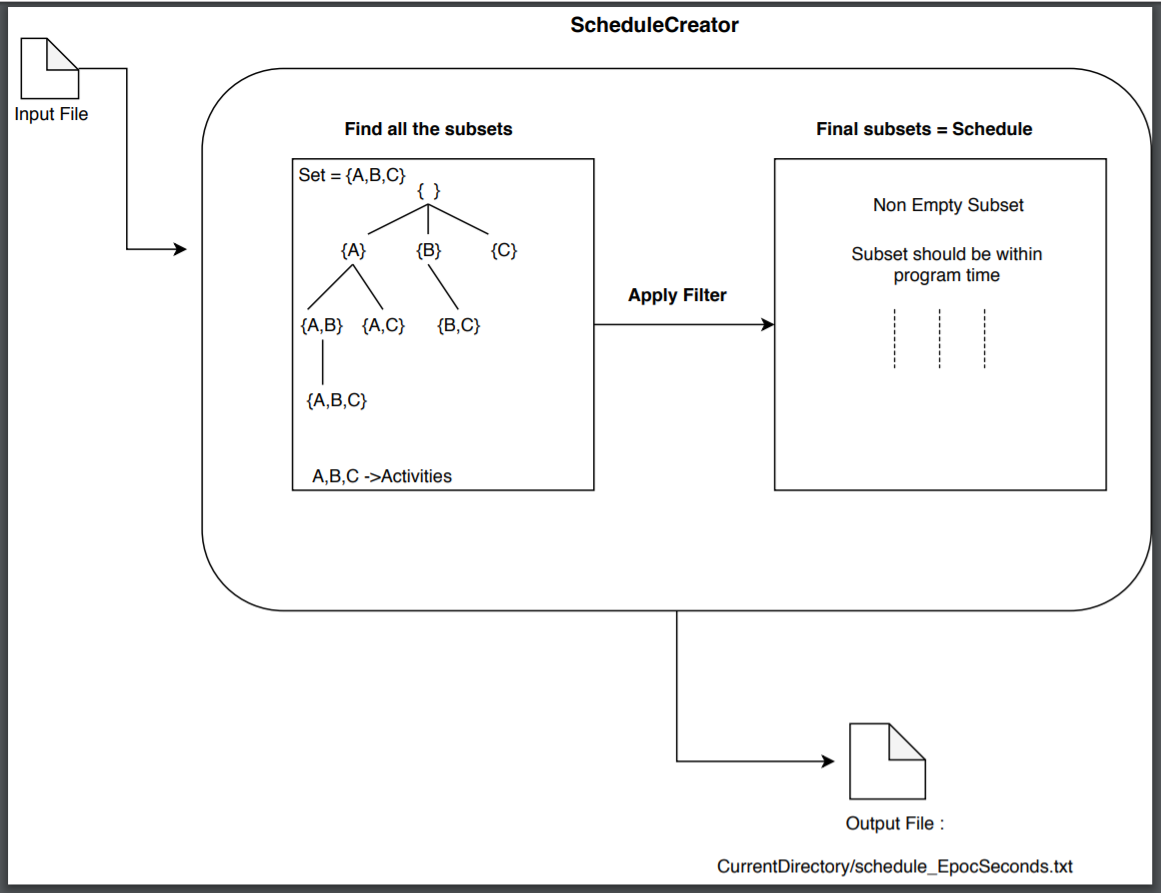 ScheduleCreator
Input File
Find all the subsets
Final subsets = Schedule
Set = {A,B,C}
{ }
{A} {B} {C}
{A,B} {A,C} {B,C}
{A,B,C}
A,B,C ->Activities
Apply Filter
Non Empty Subset
Subset should be within
program time
Output File :
CurrentDirectory/schedule_EpocSeconds.txt